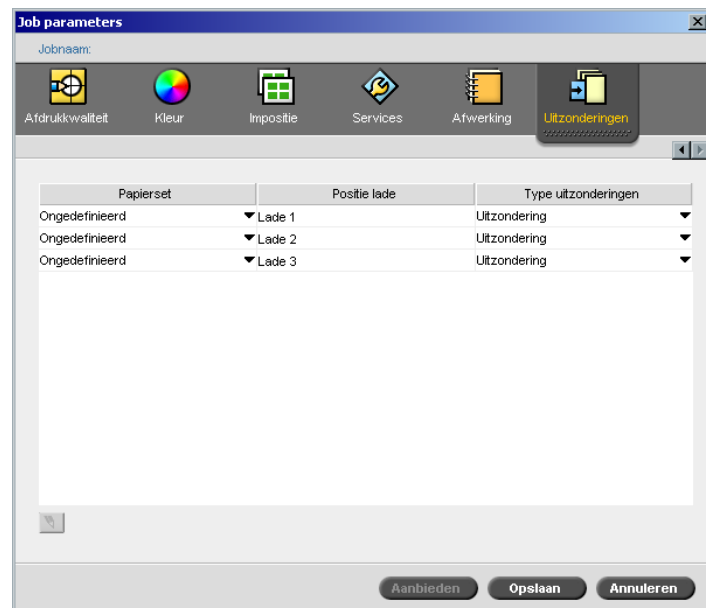 Job parameters
Jobnaam:
Afdrukkwaliteit Kleur Impositie Services Afwerking Uitzonderingen
Papierset Positie lade Type uitzonderingen
Ongedefinieerd Lade 1 Uitzondering
Ongedefinieerd Lade 2 Uitzondering
Ongedefinieerd Lade 3 Uitzondering
Aanbieden Opslaan Annuleren